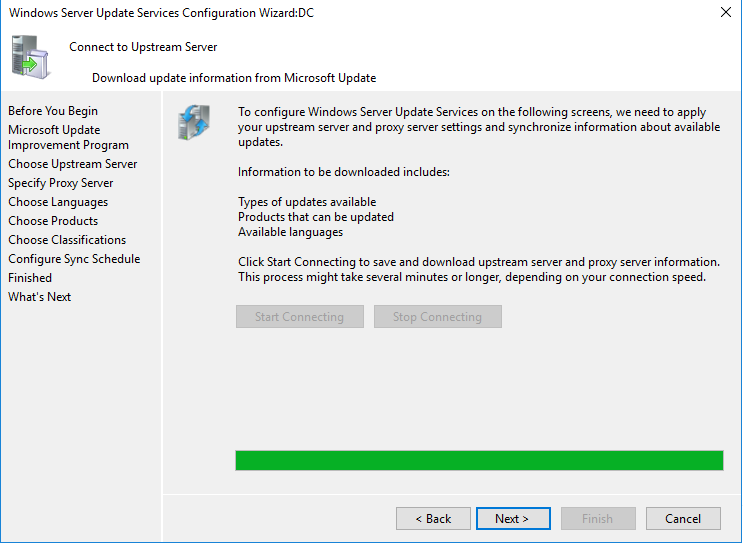 Windows Server Update Services Configuration Wizard:DC
Connect to Upstream Server
Download update information from Microsoft Update
Before You Begin
Microsoft Update
Improvement Program
Choose Upstream Server
Specify Proxy Server
Choose Languages
Choose Products
Choose Classifications
Configure Sync Schedule
Finished
What's Next
To configure Windows Server Update Services on the following screens, we need to apply
your upstream server and proxy server settings and synchronize information about available
updates.
Information to be downloaded includes:
Types of updates available
Products that can be updated
Available languages
Click Start Connecting to save and download upstream server and proxy server information.
This process might take several minutes or longer, depending on your connection speed.
Start Connecting
Stop Connecting
< Back
Next >
Finish
Cancel